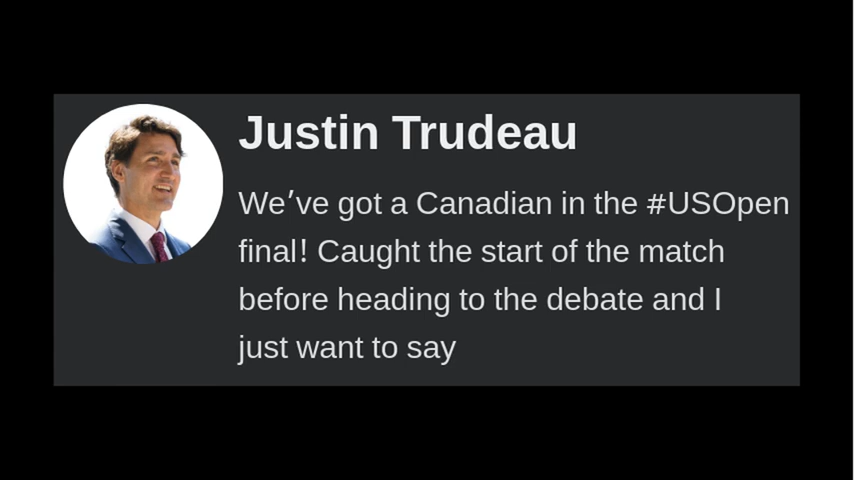 Justin Trudeau
We’ve got a Canadian in the #USOpen
final! Caught the start of the match
before heading to the debate and I
just want to say